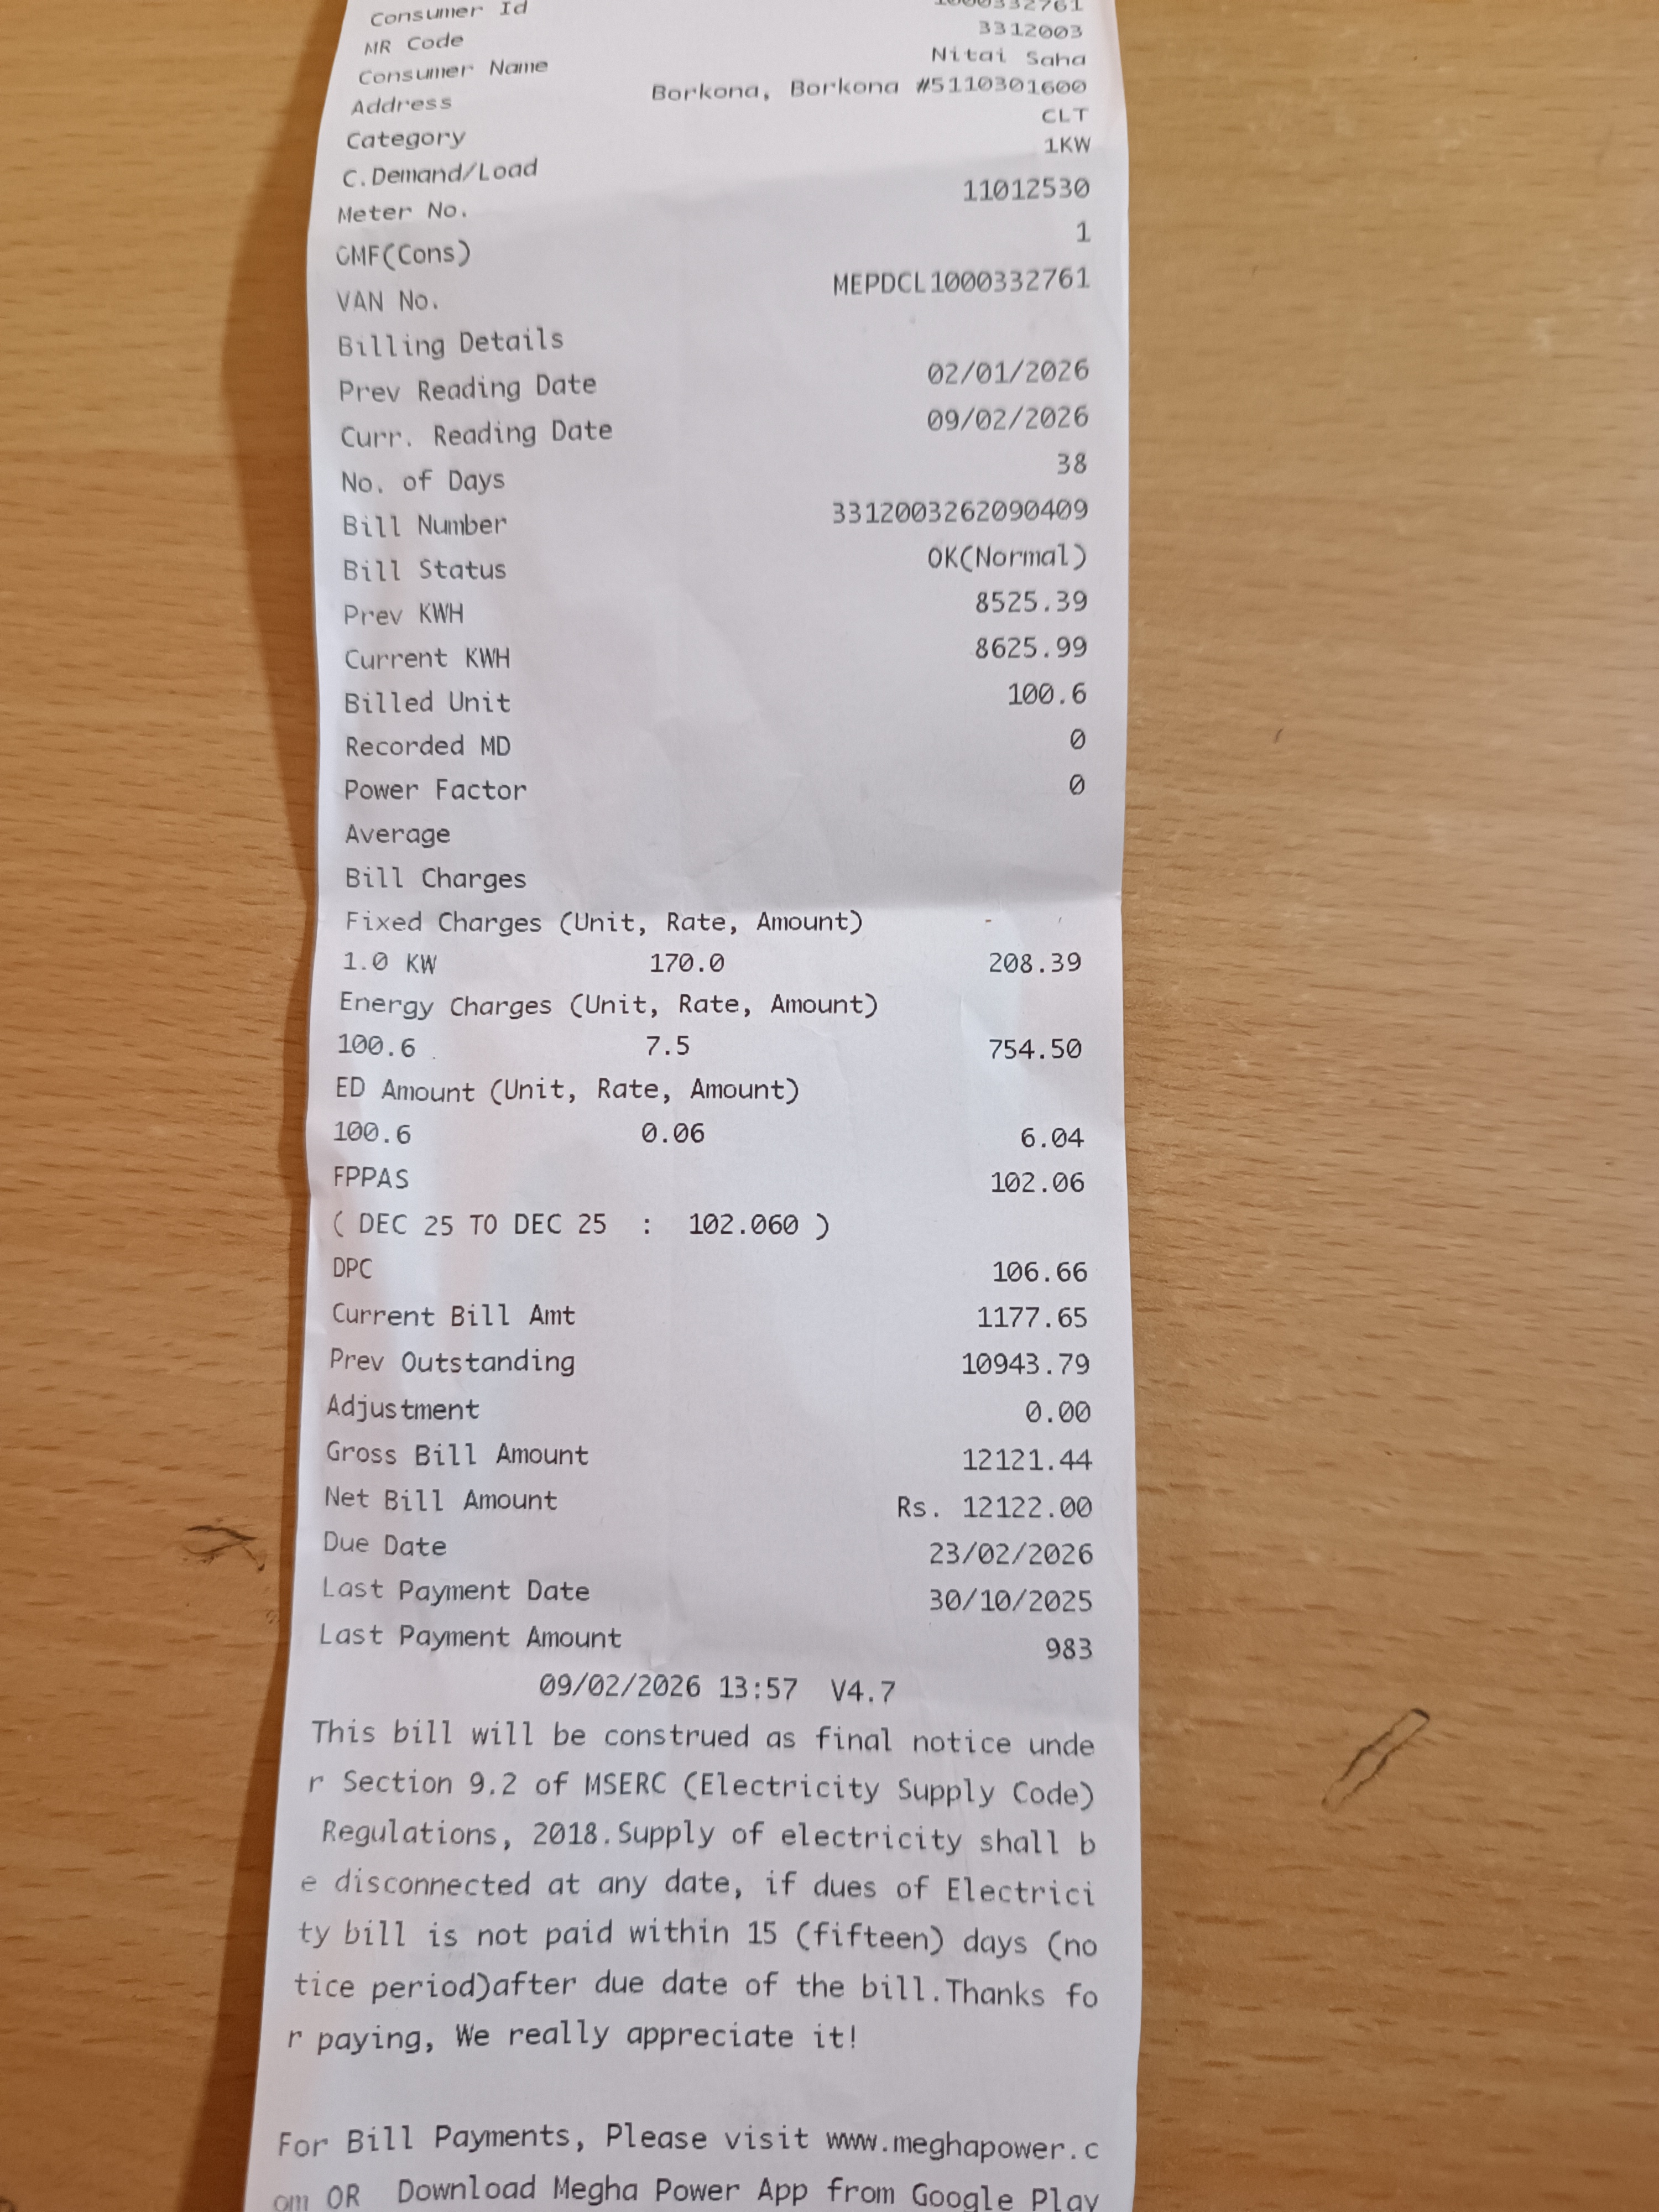 Consumer Id 1000332761
MR Code 3312003
Consumer Name Nitai Saha
Address Borkona, Borkona #5110301600
Category CLT
C.Demand/Load 1KW
Meter No. 11012530
GMF(Cons) 1
VAN No. MEPDCL1000332761
Billing Details
Prev Reading Date 02/01/2026
Curr. Reading Date 09/02/2026
No. of Days 38
Bill Number 3312003262090409
Bill Status OK(Normal)
Prev KWH 8525.39
Current KWH 8625.99
Billed Unit 100.6
Recorded MD 0
Power Factor 0
Average
Bill Charges
Fixed Charges (Unit, Rate, Amount)
1.0 KW 170.0 208.39
Energy Charges (Unit, Rate, Amount)
100.6 7.5 754.50
ED Amount (Unit, Rate, Amount)
100.6 0.06 6.04
FPPAS 102.06
( DEC 25 TO DEC 25 : 102.060 )
DPC 106.66
Current Bill Amt 1177.65
Prev Outstanding 10943.79
Adjustment 0.00
Gross Bill Amount 12121.44
Net Bill Amount Rs. 12122.00
Due Date 23/02/2026
Last Payment Date 30/10/2025
Last Payment Amount 983
09/02/2026 13:57 V4.7
This bill will be construed as final notice unde
r Section 9.2 of MSERC (Electricity Supply Code)
Regulations, 2018.Supply of electricity shall b
e disconnected at any date, if dues of Electrici
ty bill is not paid within 15 (fifteen) days (no
tice period)after due date of the bill.Thanks fo
r paying, We really appreciate it!
For Bill Payments, Please visit www.meghapower.c
om OR Download Megha Power App from Google Play